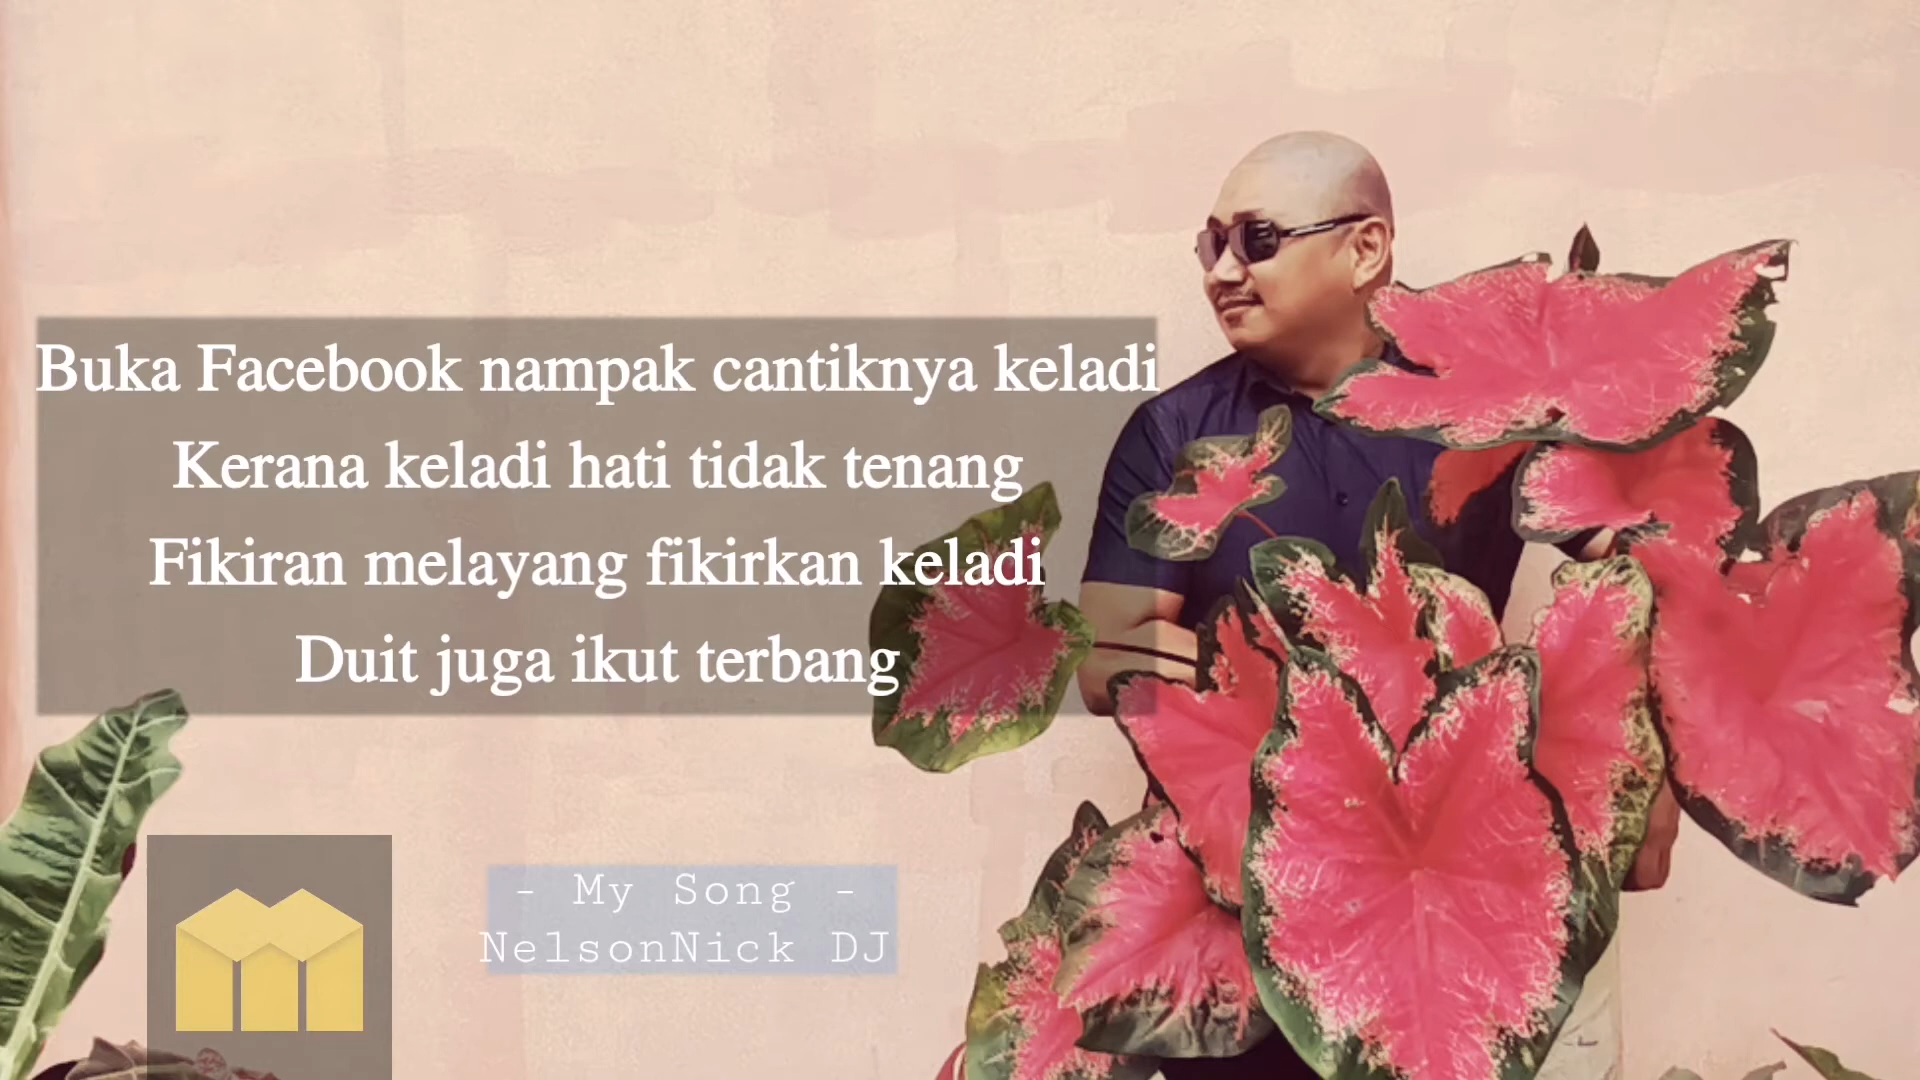 Buka Facebook nampak cantiknya keladi
Kerana keladi hati tidak tenang
Fikiran melayang fikirkan keladi
Duit juga ikut terbang
- My Song -
NelsonNick DJ